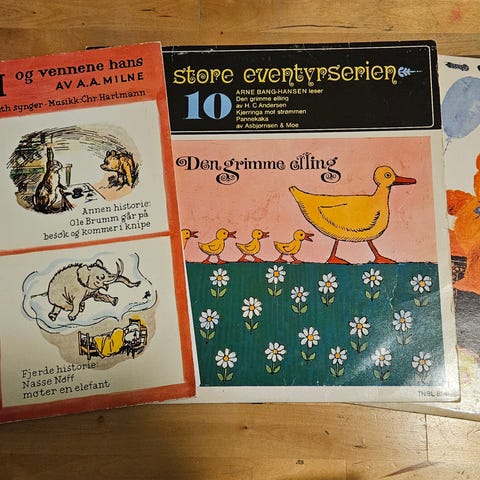 og vennene hans
AV A.A. MILNE
synger - Musikk: Chr. Hartmann
Annen historie:
Ole Brumm går på
besøk og kommer i knipe
Fjerde historie:
Nasse Nøff
møter en elefant
store eventyrserien
10
ARNE BANG-HANSEN leser
Den grimme elling
av H. C Andersen
Kjerringa mot strømmen
Pannekaka
av Asbjørnsen & Moe
Den grimme elling